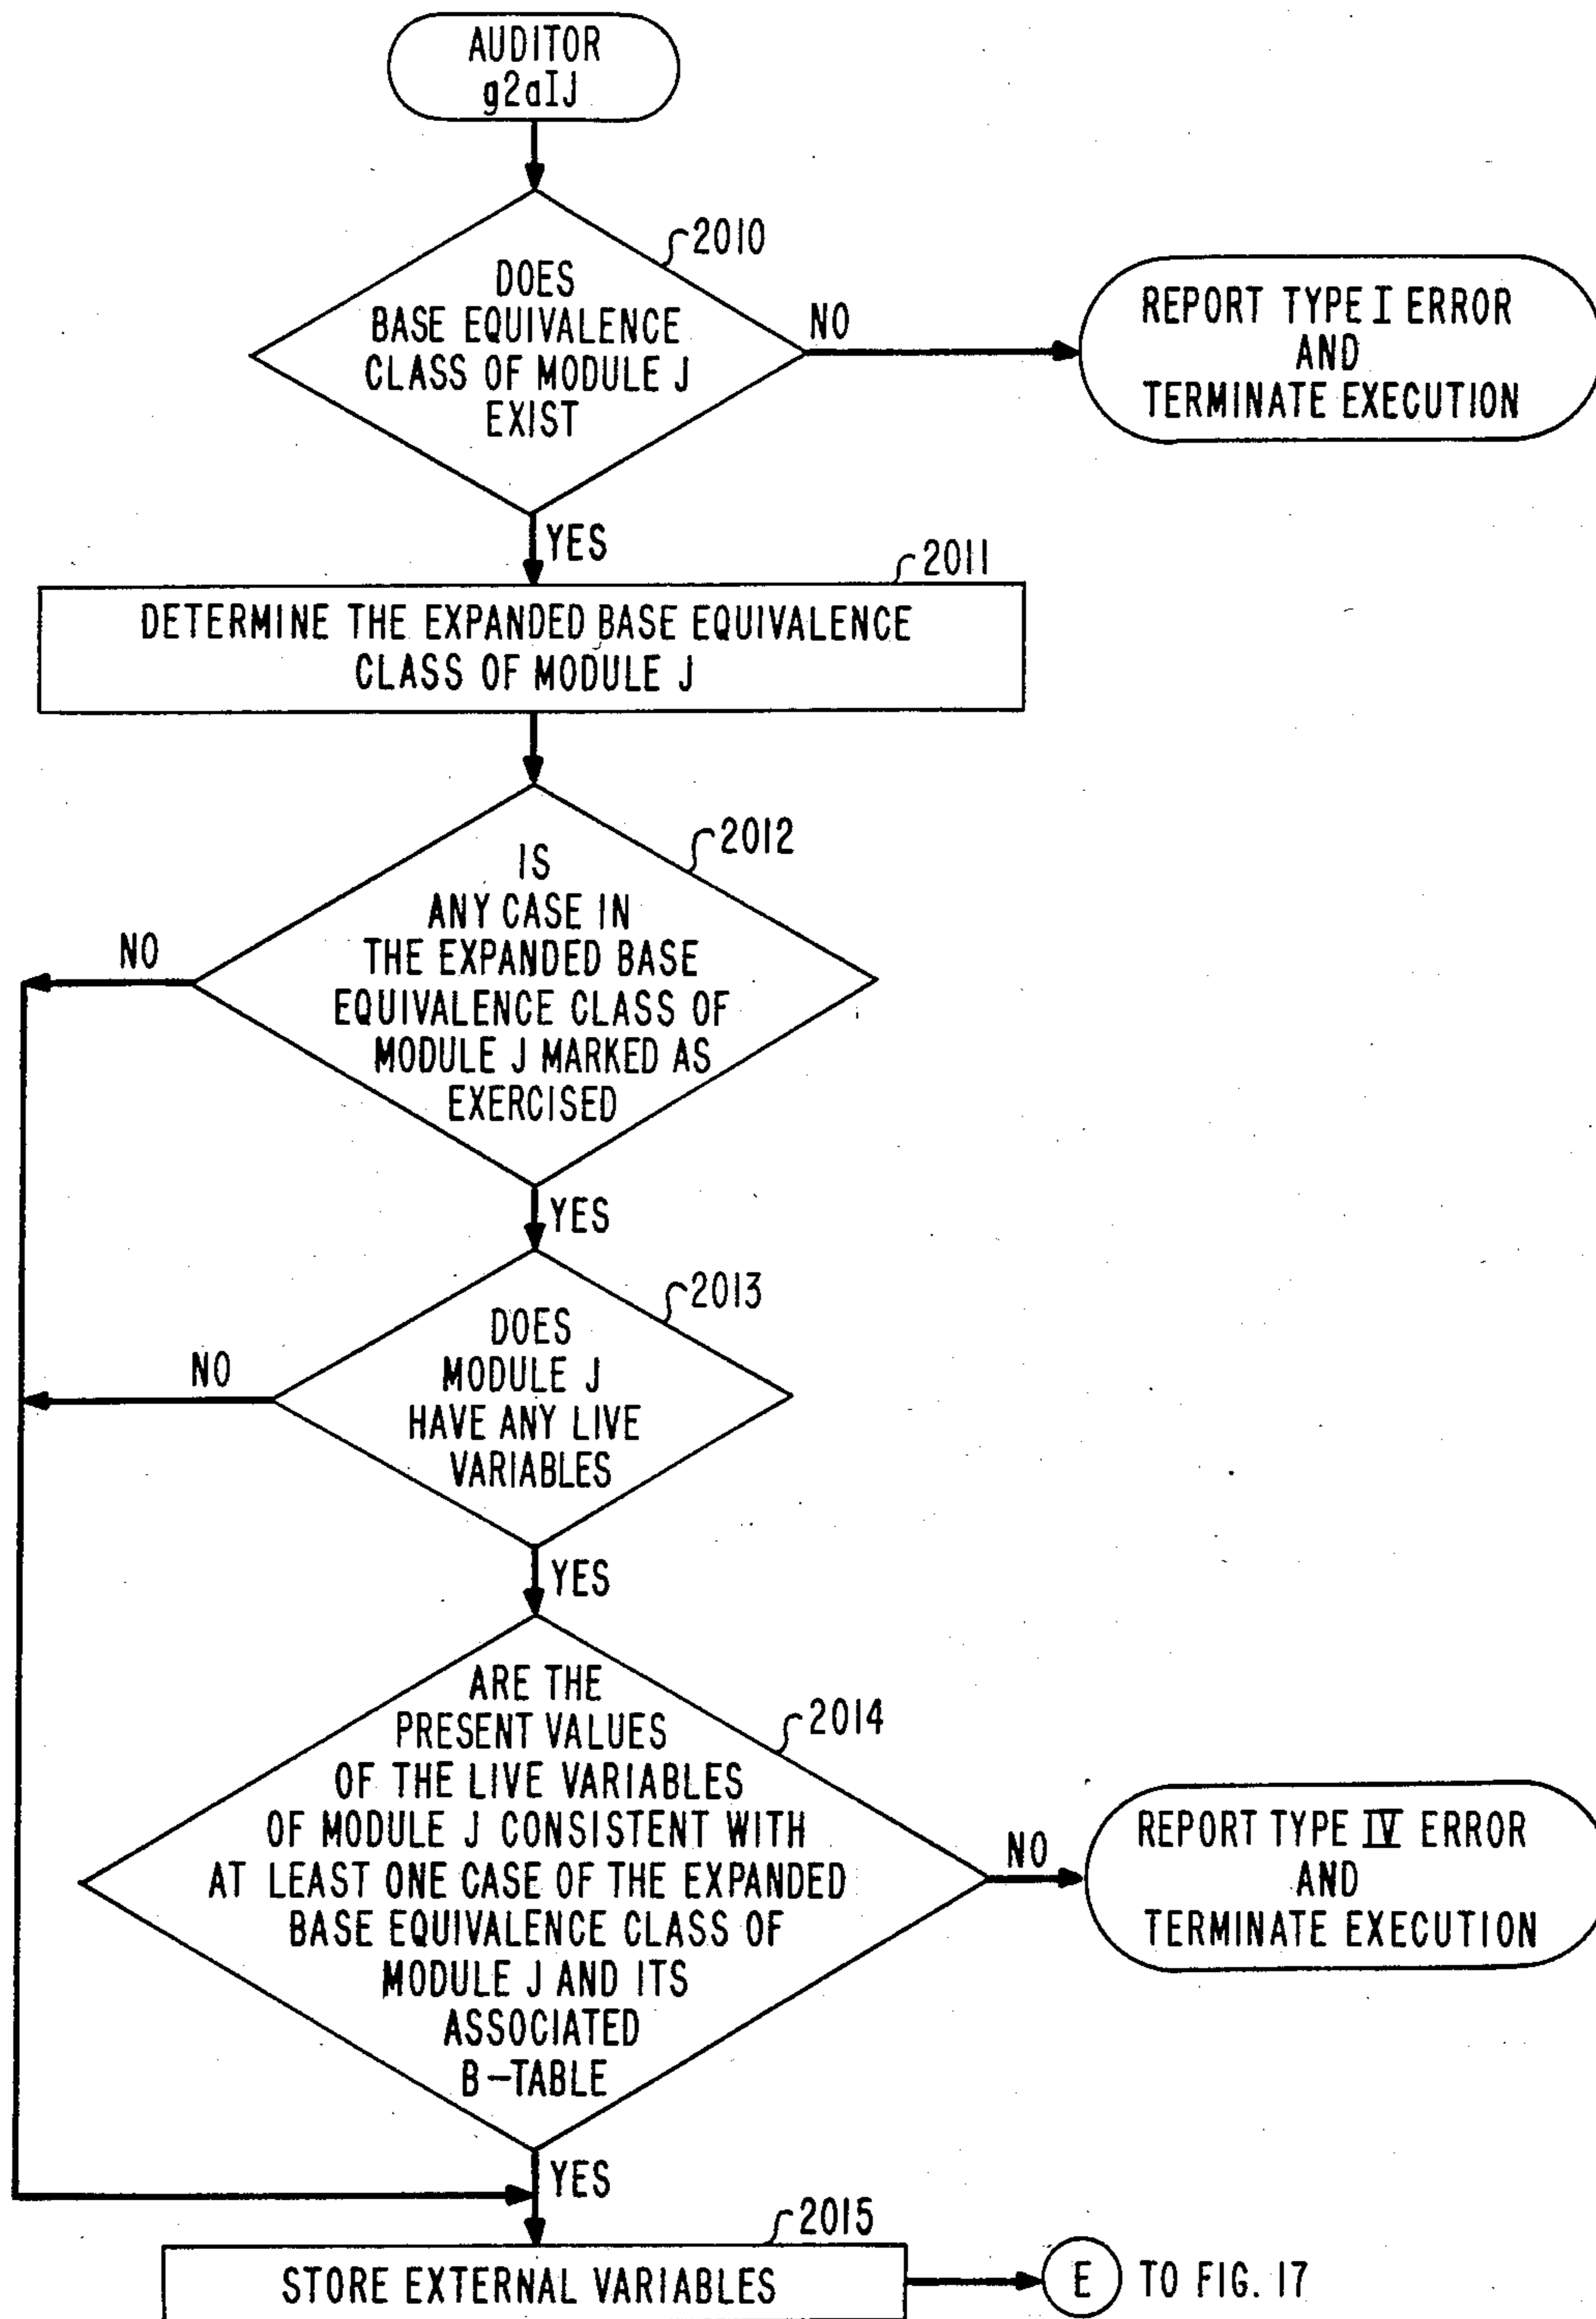 AUDITOR
g2aIJ
2010
DOES
BASE EQUIVALENCE
CLASS OF MODULE J
EXIST
NO
REPORT TYPE I ERROR
AND
TERMINATE EXECUTION
YES
2011
DETERMINE THE EXPANDED BASE EQUIVALENCE
CLASS OF MODULE J
2012
IS
ANY CASE IN
THE EXPANDED BASE
EQUIVALENCE CLASS OF
MODULE J MARKED AS
EXERCISED
NO
YES
2013
DOES
MODULE J
HAVE ANY LIVE
VARIABLES
NO
YES
2014
ARE THE
PRESENT VALUES
OF THE LIVE VARIABLES
OF MODULE J CONSISTENT WITH
AT LEAST ONE CASE OF THE EXPANDED
BASE EQUIVALENCE CLASS OF
MODULE J AND ITS
ASSOCIATED
B-TABLE
NO
REPORT TYPE IV ERROR
AND
TERMINATE EXECUTION
YES
2015
STORE EXTERNAL VARIABLES
E TO FIG. 17